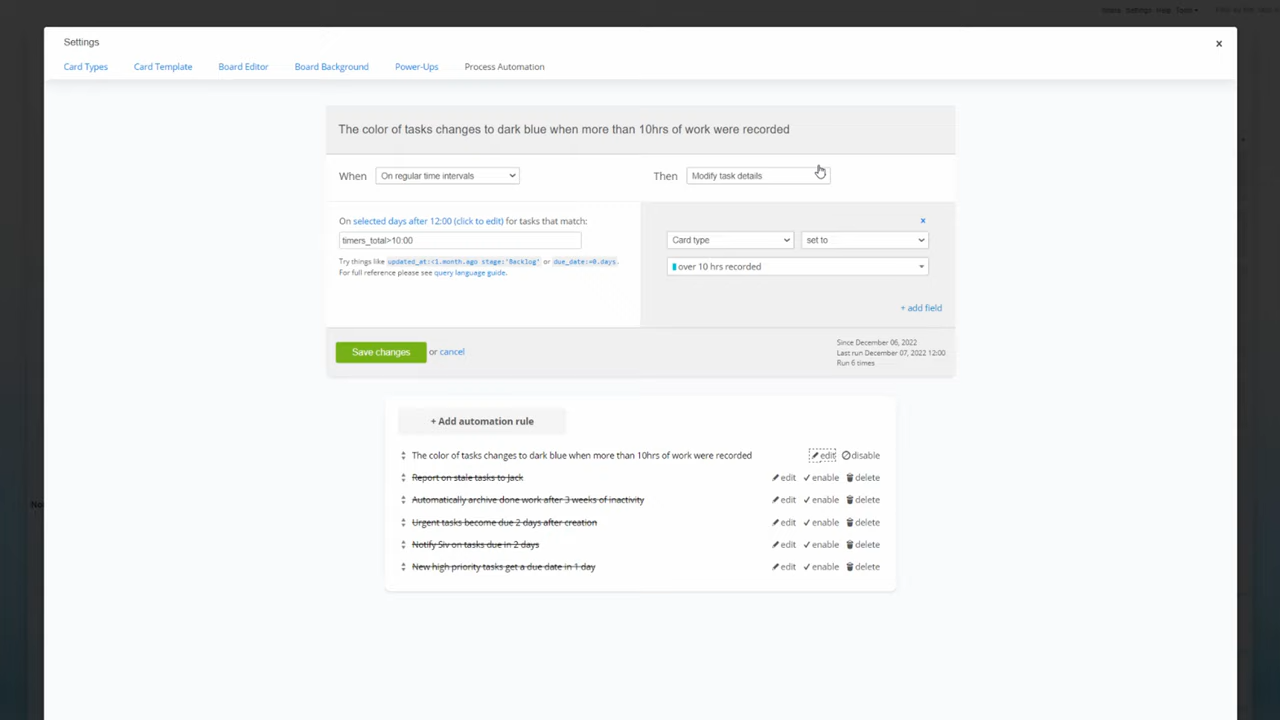 Settings Help Tools
Settings
×
Card Types Card Template Board Editor Board Background Power-Ups Process Automation
The color of tasks changes to dark blue when more than 10hrs of work were recorded
When On regular time intervals Then Modify task details
On selected days after 12:00 (click to edit) for tasks that match: ×
timers_total>10:00 Card type set to
Try things like updated_at:<1.month.ago stage:"Backlog" or due_date:=0.days. over 10 hrs recorded
For full reference please see query language guide.
+ add field
Save changes or cancel
Since December 06, 2022
Last run December 07, 2022 12:00
Run 6 times
+ Add automation rule
The color of tasks changes to dark blue when more than 10hrs of work were recorded edit disable
Report on stale tasks to Jack edit enable delete
Automatically archive done work after 3 weeks of inactivity edit enable delete
Urgent tasks become due 2 days after creation edit enable delete
Notify Siv on tasks due in 2 days edit enable delete
New high priority tasks get a due date in 1 day edit enable delete